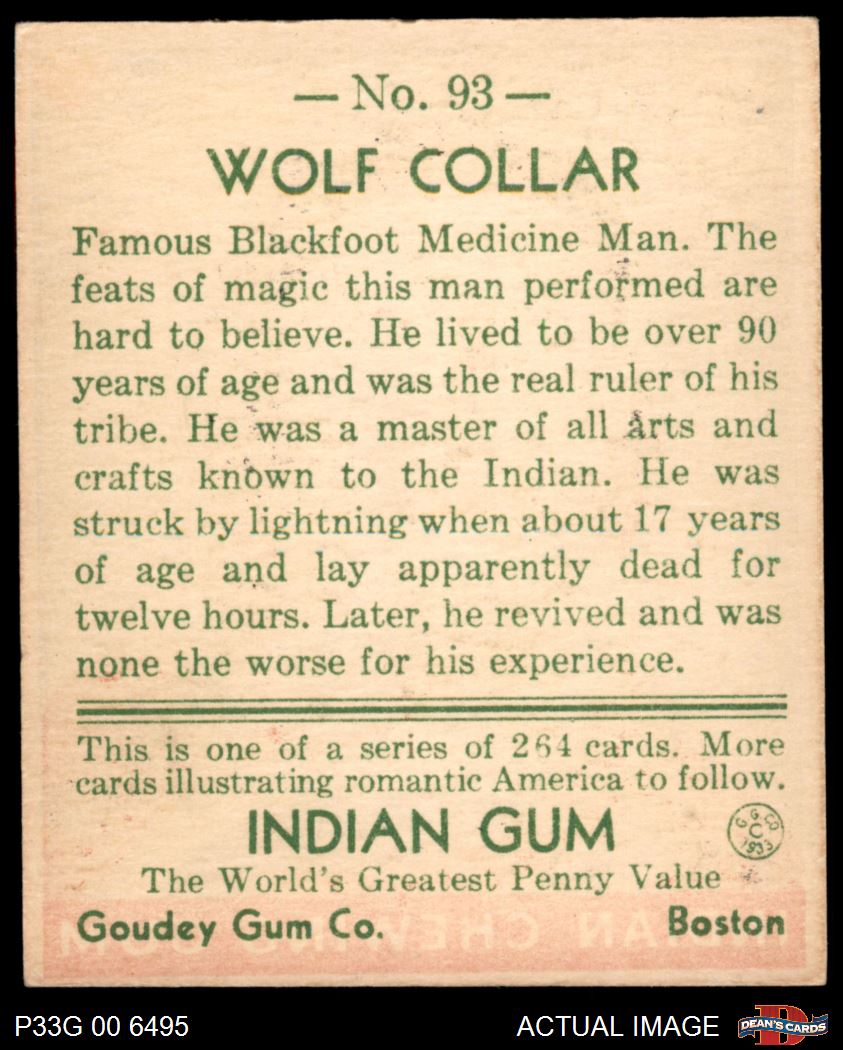 — No. 93 —
WOLF COLLAR
Famous Blackfoot Medicine Man. The
feats of magic this man performed are
hard to believe. He lived to be over 90
years of age and was the real ruler of his
tribe. He was a master of all arts and
crafts known to the Indian. He was
struck by lightning when about 17 years
of age and lay apparently dead for
twelve hours. Later, he revived and was
none the worse for his experience.
This is one of a series of 264 cards. More
cards illustrating romantic America to follow.
INDIAN GUM
G. G. CO
C
1933
The World's Greatest Penny Value
Goudey Gum Co. Boston
P33G 00 6495 ACTUAL IMAGE D DEAN'S CARDS